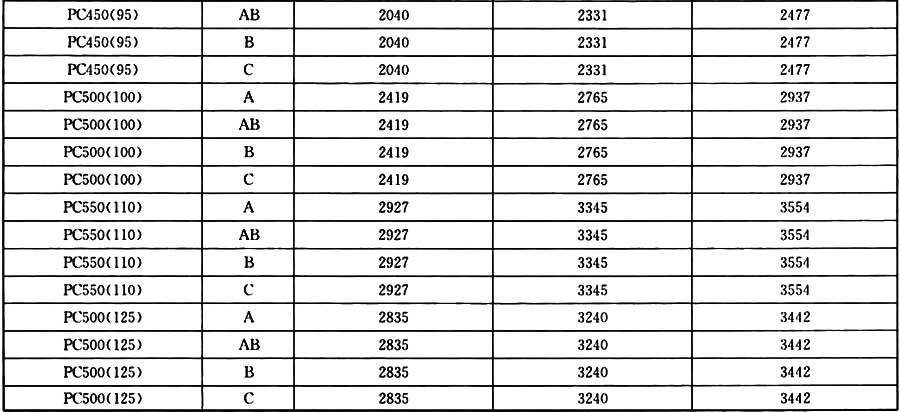 PC450(95) AB 2040 2331 2477
PC450(95) B 2040 2331 2477
PC450(95) C 2040 2331 2477
PC500(100) A 2419 2765 2937
PC500(100) AB 2419 2765 2937
PC500(100) B 2419 2765 2937
PC500(100) C 2419 2765 2937
PC550(110) A 2927 3345 3554
PC550(110) AB 2927 3345 3554
PC550(110) B 2927 3345 3554
PC550(110) C 2927 3345 3554
PC500(125) A 2835 3240 3442
PC500(125) AB 2835 3240 3442
PC500(125) B 2835 3240 3442
PC500(125) C 2835 3240 3442